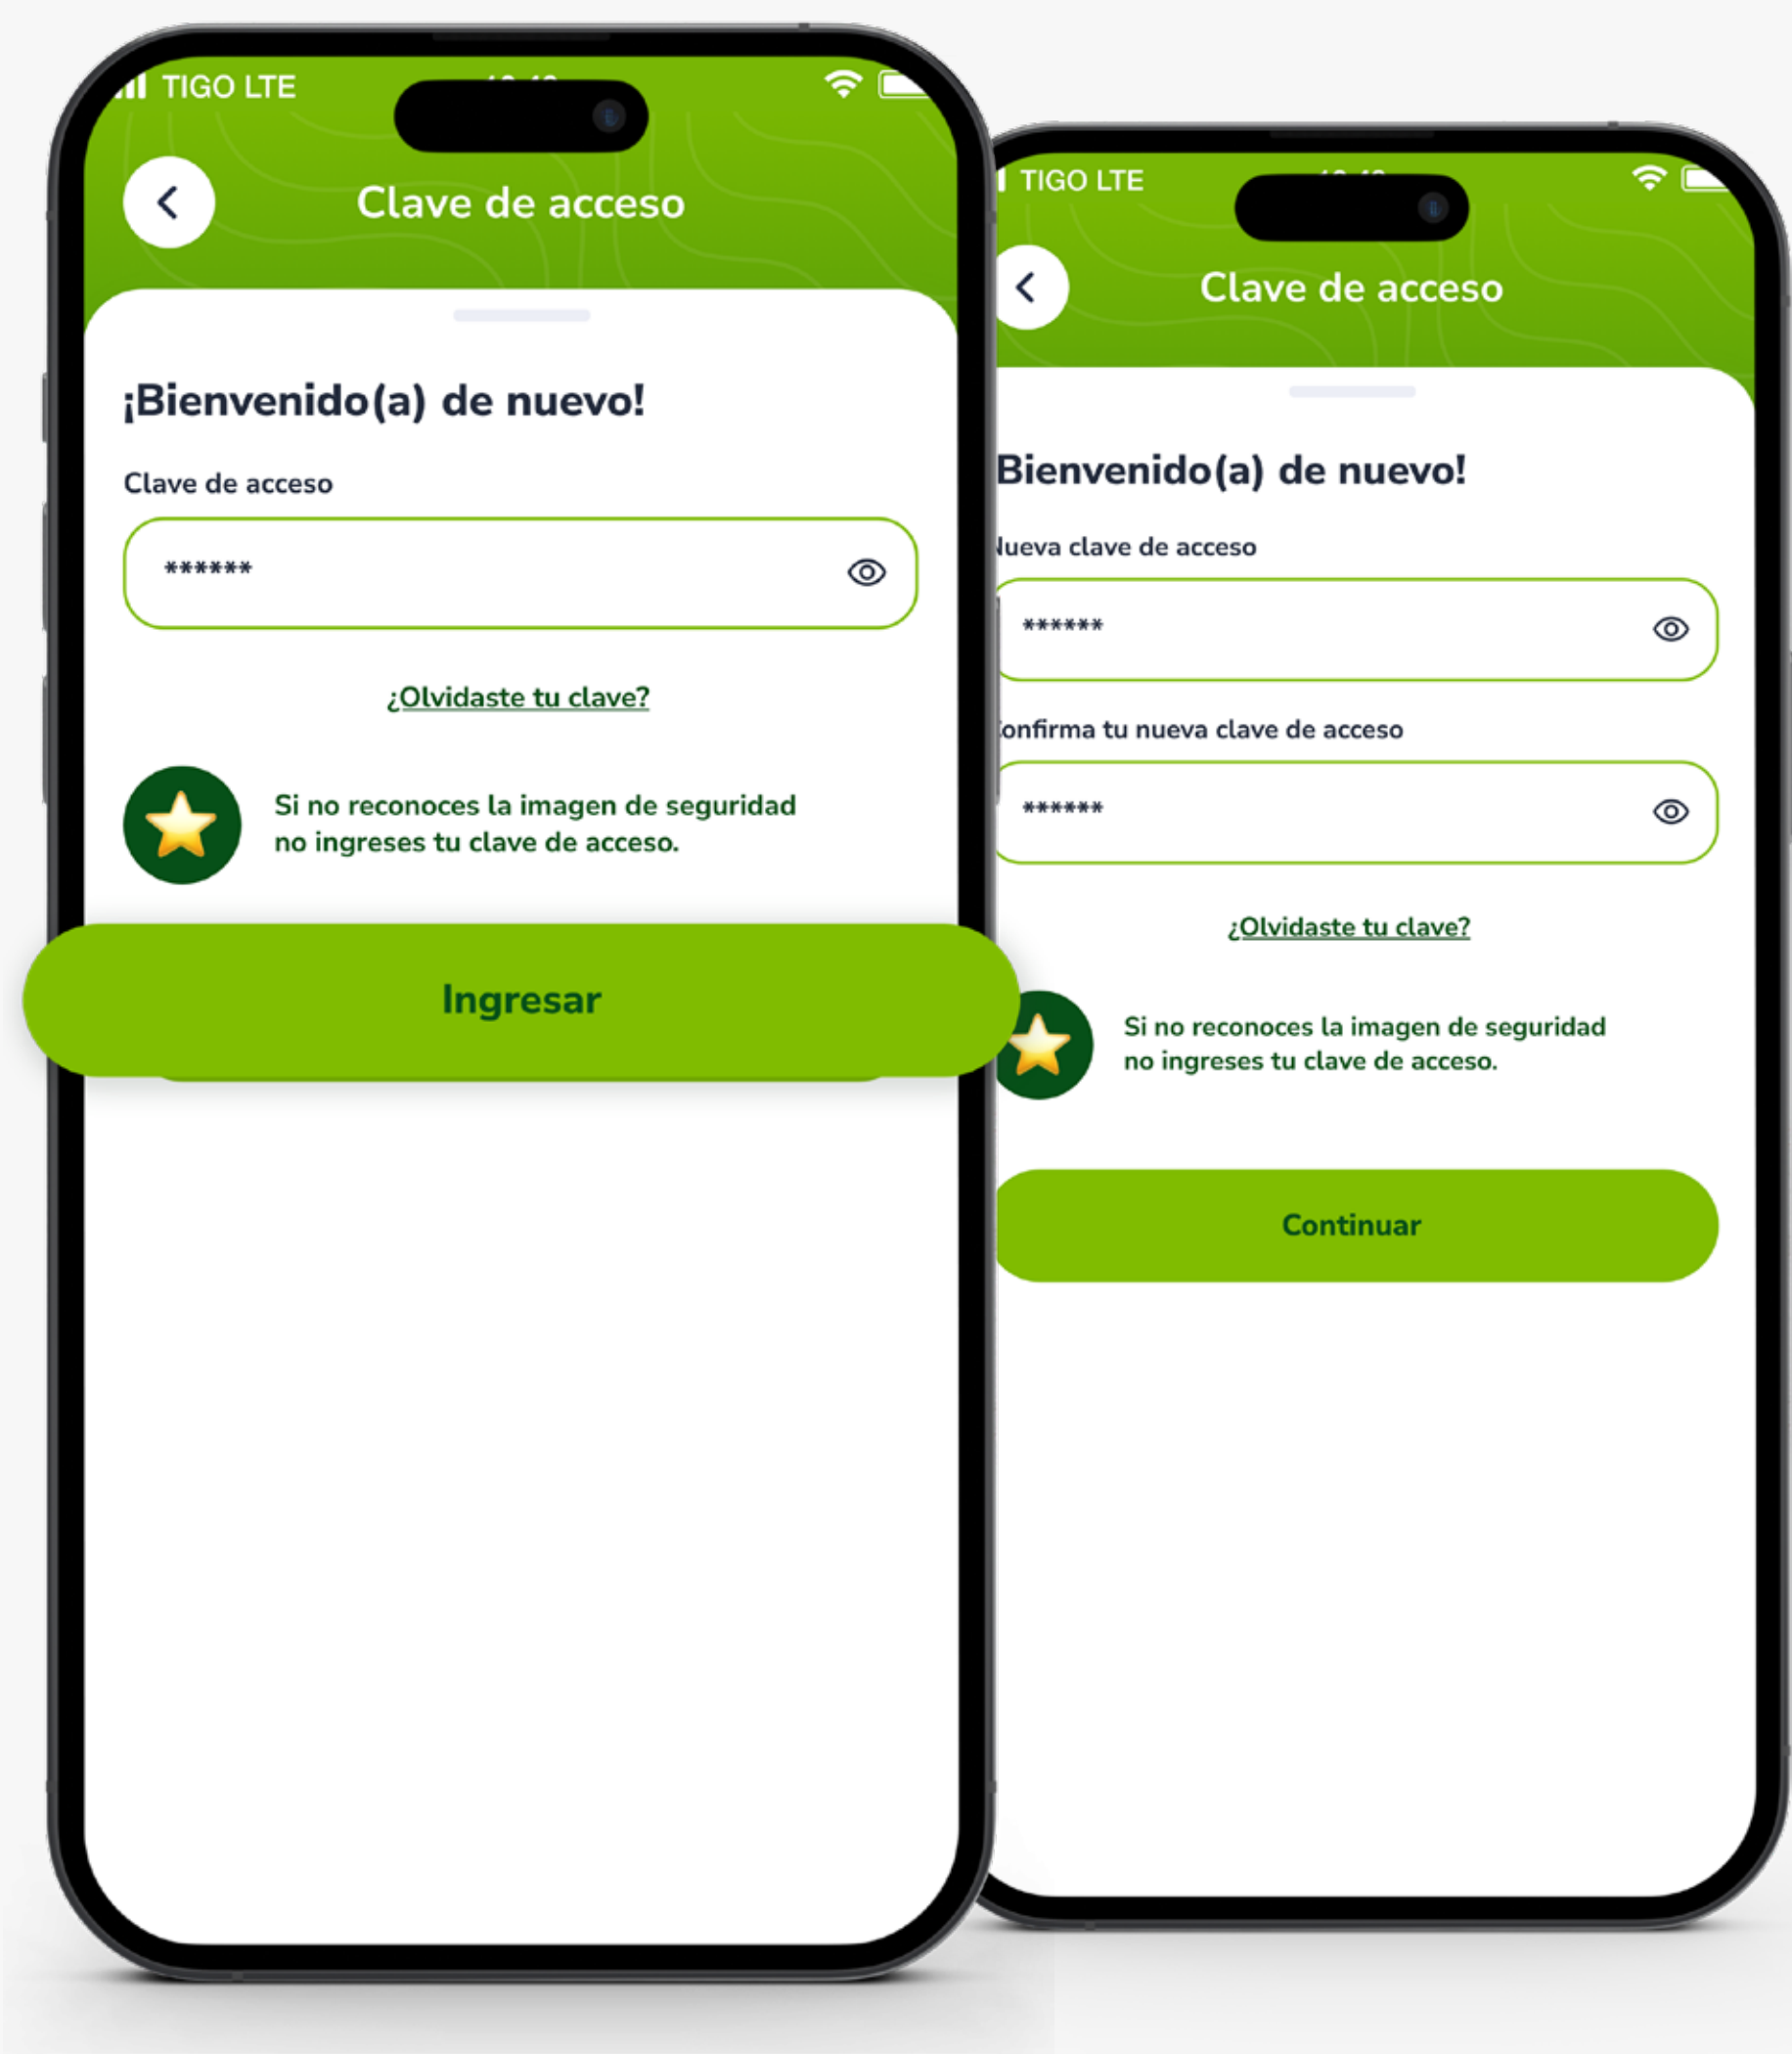 TIGO LTE
Clave de acceso
¡Bienvenido(a) de nuevo!
Clave de acceso
******
¿Olvidaste tu clave?
Si no reconoces la imagen de seguridad
no ingreses tu clave de acceso.
Ingresar
TIGO LTE
Clave de acceso
Bienvenido(a) de nuevo!
Nueva clave de acceso
******
Confirma tu nueva clave de acceso
******
¿Olvidaste tu clave?
Si no reconoces la imagen de seguridad
no ingreses tu clave de acceso.
Continuar